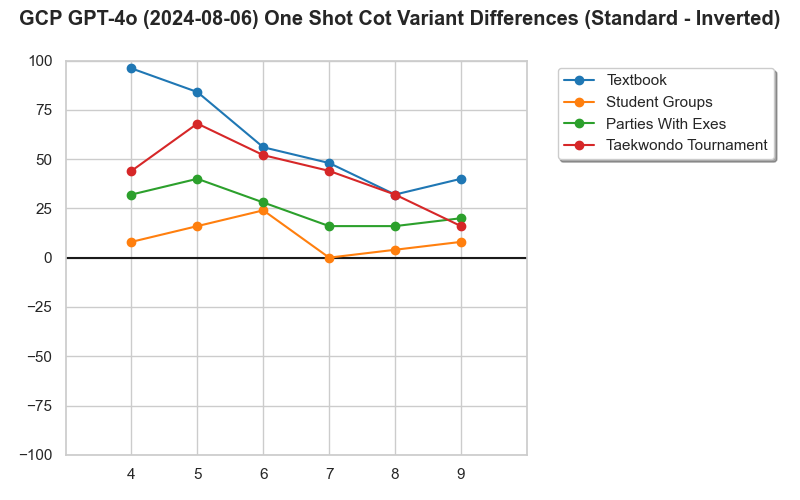 GCP GPT-4o (2024-08-06) One Shot Cot Variant Differences (Standard - Inverted)
100
75
50
25
0
−25
−50
−75
−100
4 5 6 7 8 9
Textbook
Student Groups
Parties With Exes
Taekwondo Tournament